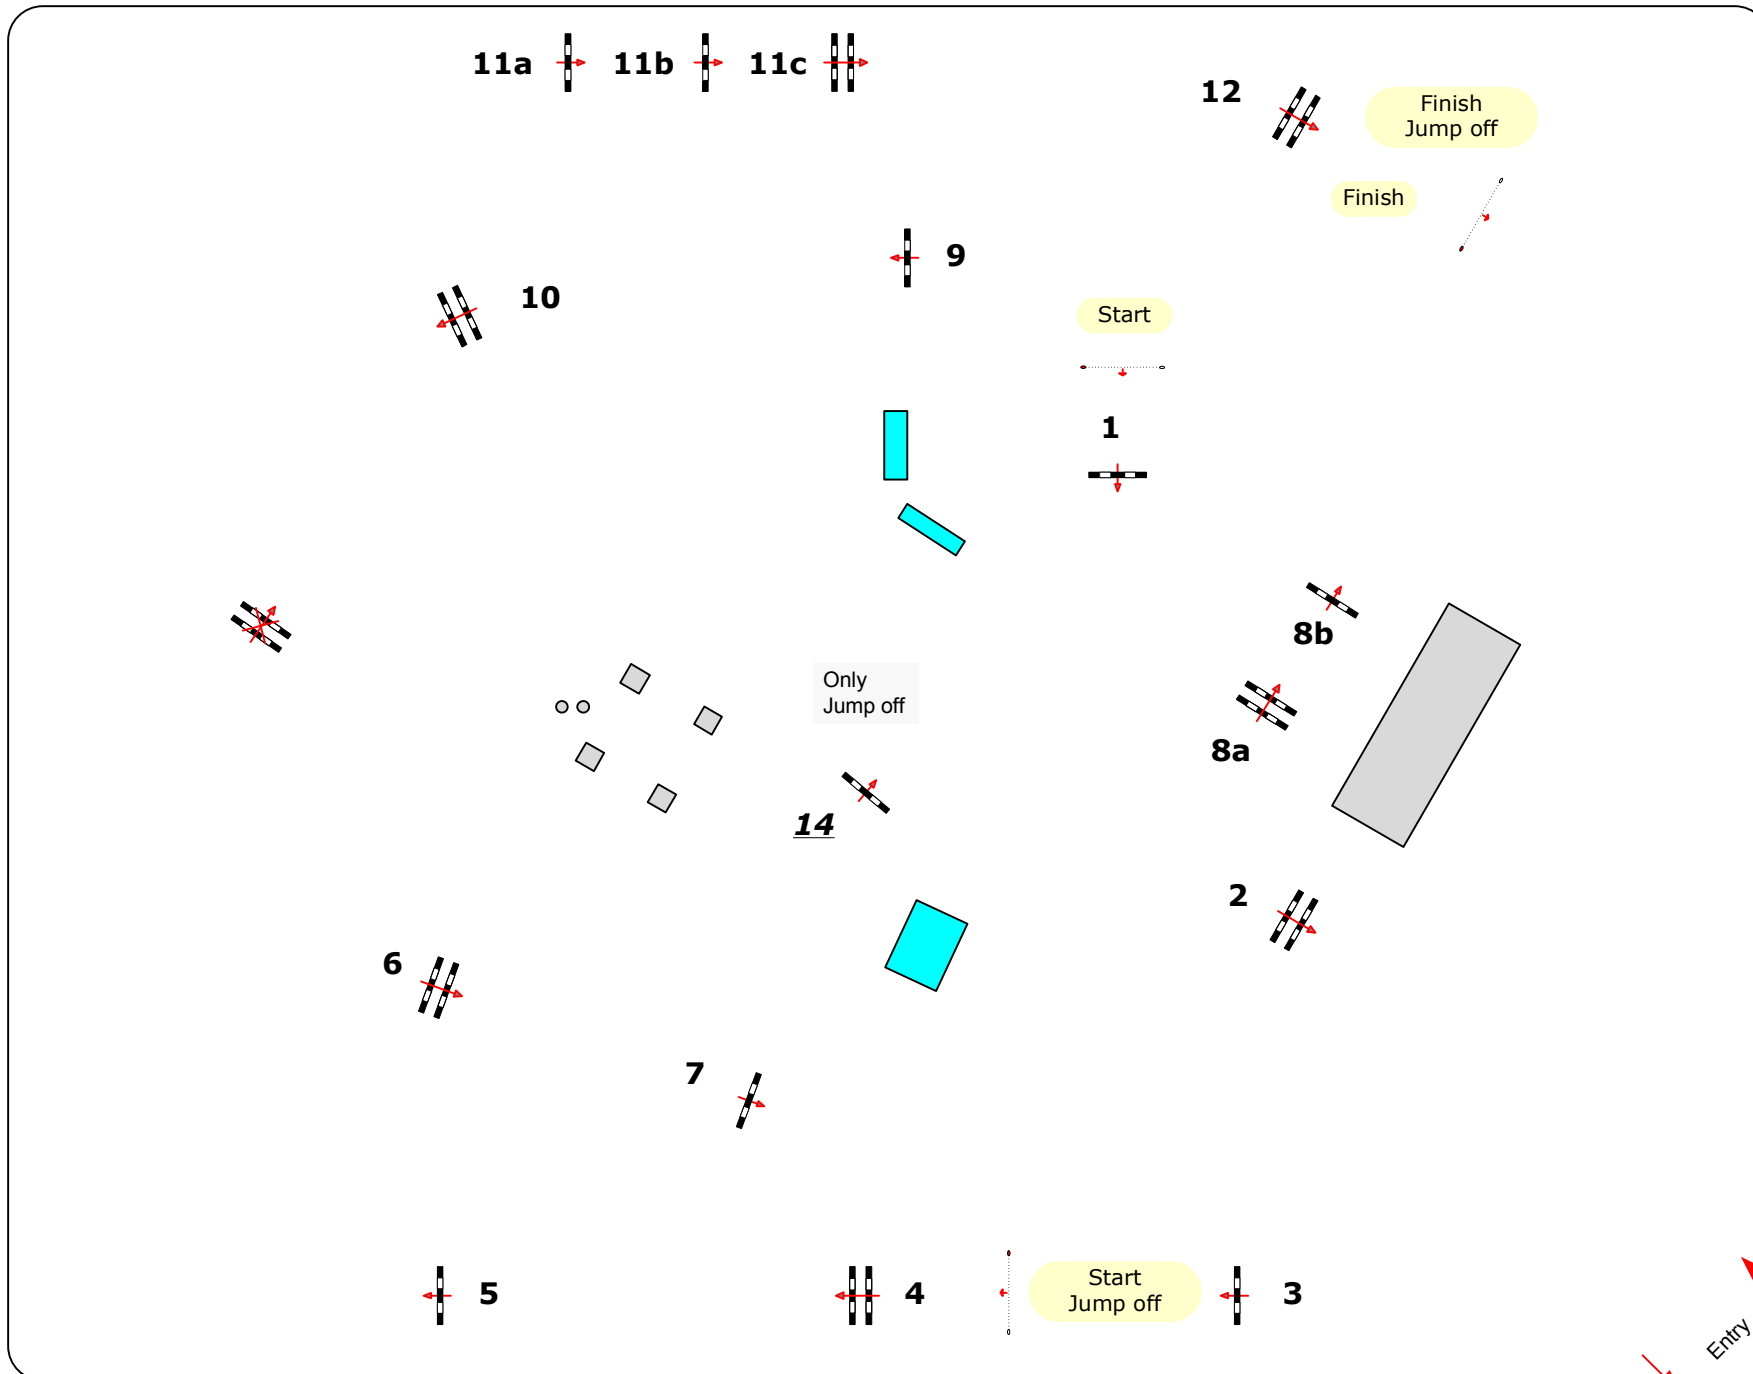 11a
11b
11c
12
Finish
Jump off
Finish
9
10
Start
1
8b
Only
Jump off
8a
14
2
6
7
5
4
Start
Jump off
3
Entry